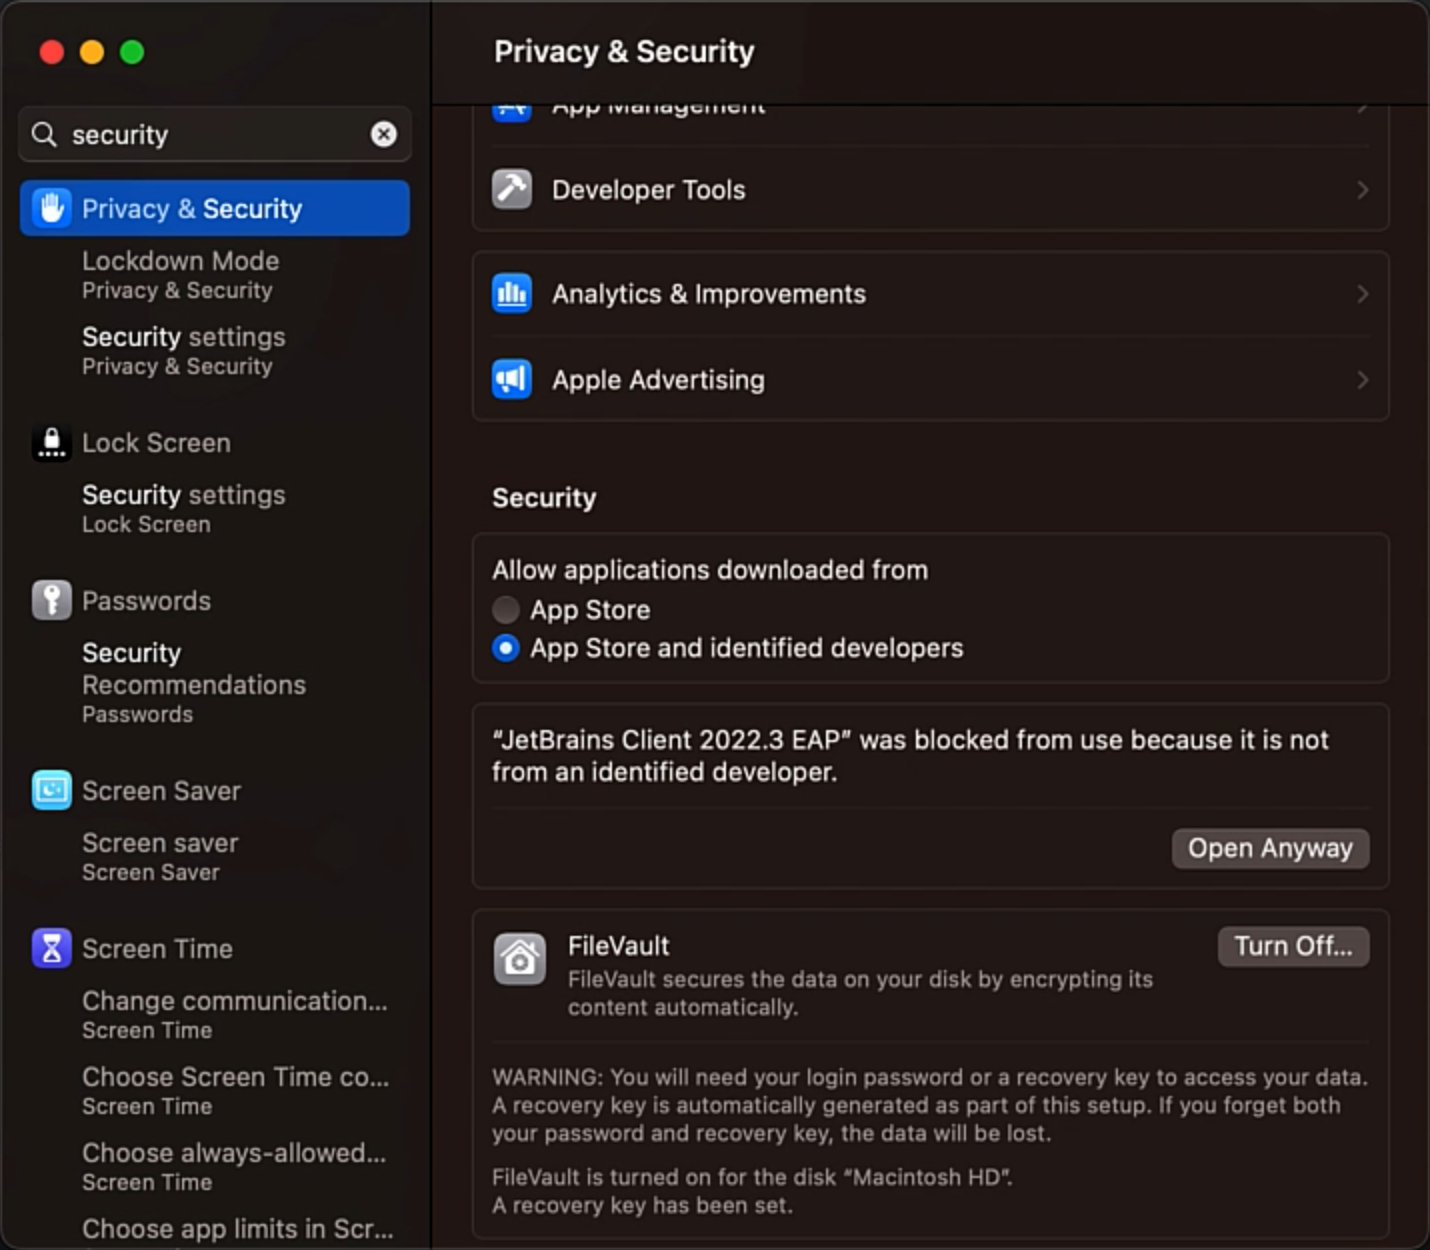 Privacy & Security
security
Privacy & Security
Lockdown Mode
Privacy & Security
Security settings
Privacy & Security
Lock Screen
Security settings
Lock Screen
Passwords
Security
Recommendations
Passwords
Screen Saver
Screen saver
Screen Saver
Screen Time
Change communication...
Screen Time
Choose Screen Time co...
Screen Time
Choose always-allowed...
Screen Time
Choose app limits in Scr...
App Management
Developer Tools
Analytics & Improvements
Apple Advertising
Security
Allow applications downloaded from
App Store
App Store and identified developers
“JetBrains Client 2022.3 EAP” was blocked from use because it is not
from an identified developer.
Open Anyway
FileVault
Turn Off...
FileVault secures the data on your disk by encrypting its
content automatically.
WARNING: You will need your login password or a recovery key to access your data.
A recovery key is automatically generated as part of this setup. If you forget both
your password and recovery key, the data will be lost.
FileVault is turned on for the disk “Macintosh HD”.
A recovery key has been set.